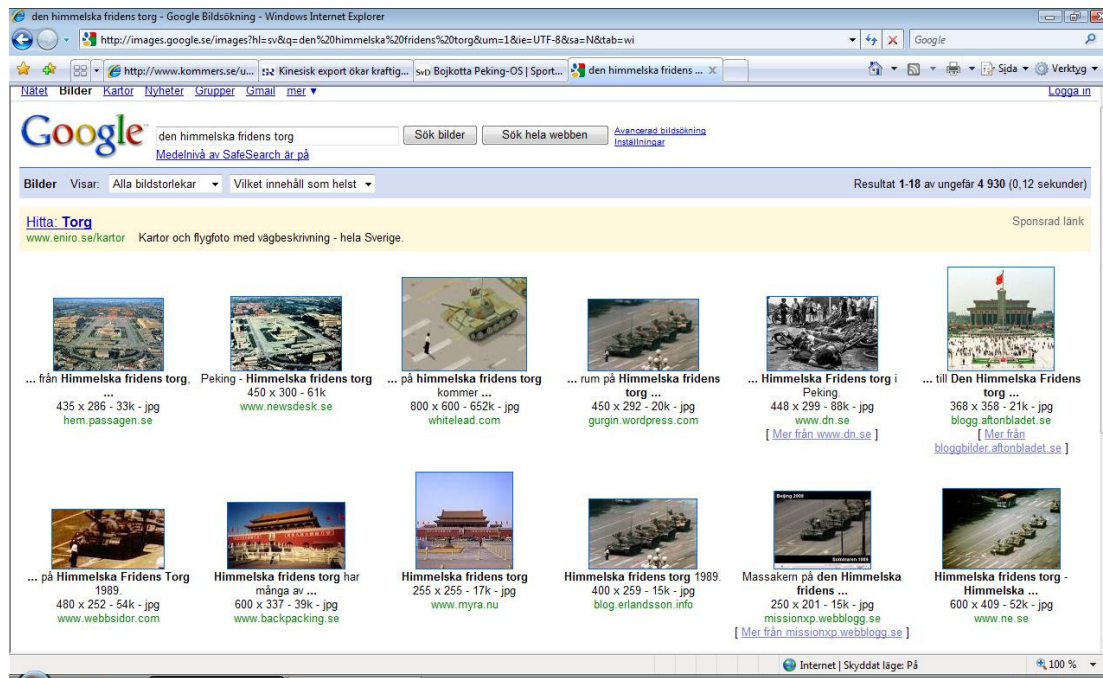 den himmelska fridens torg - Google Bildsökning - Windows Internet Explorer
http://images.google.se/images?hl=sv&q=den%20himmelska%20fridens%20torg&um=1&ie=UTF-8&sa=N&tab=wi
Google
http://www.kommers.se/u... Kinesisk export ökar kraftig... SvD Bojkotta Peking-OS | Sport... den himmelska fridens ... X
Sida Verktyg
Nätet Bilder Kartor Nyheter Grupper Gmail mer ▼
Logga in
Google den himmelska fridens torg Sök bilder Sök hela webben
Avancerad bildsökning
Inställningar
Medelnivå av SafeSearch är på
Bilder Visar: Alla bildstorlekar Vilket innehåll som helst Resultat 1-18 av ungefär 4 930 (0,12 sekunder)
Hitta: Torg
Sponsrad länk
www.eniro.se/kartor Kartor och flygfoto med vägbeskrivning - hela Sverige.
... från Himmelska fridens torg,
...
435 x 286 - 33k - jpg
hem.passagen.se
Peking - Himmelska fridens torg
450 x 300 - 61k
www.newsdesk.se
... på himmelska fridens torg
kommer ...
800 x 600 - 652k - jpg
whitelead.com
... rum på Himmelska fridens
torg ...
450 x 292 - 20k - jpg
gurgin.wordpress.com
... Himmelska Fridens torg i
Peking.
448 x 299 - 88k - jpg
www.dn.se
[ Mer från www.dn.se ]
... till Den Himmelska Fridens
torg ...
368 x 358 - 21k - jpg
blogg.aftonbladet.se
[ Mer från
bloggbilder.aftonbladet.se ]
... på Himmelska Fridens Torg
1989.
480 x 252 - 54k - jpg
www.webbsidor.com
Himmelska fridens torg har
många av ...
600 x 337 - 39k - jpg
www.backpacking.se
Himmelska fridens torg
255 x 255 - 17k - jpg
www.myra.nu
Himmelska fridens torg 1989.
400 x 259 - 15k - jpg
blog.erlandsson.info
Beijing 2008
Sommaren 1989
Massakern på den Himmelska
fridens ...
250 x 201 - 15k - jpg
missionxp.webblogg.se
[ Mer från missionxp.webblogg.se ]
Himmelska fridens torg -
Himmelska ...
600 x 409 - 52k - jpg
www.ne.se
Internet | Skyddat läge: På
100 %